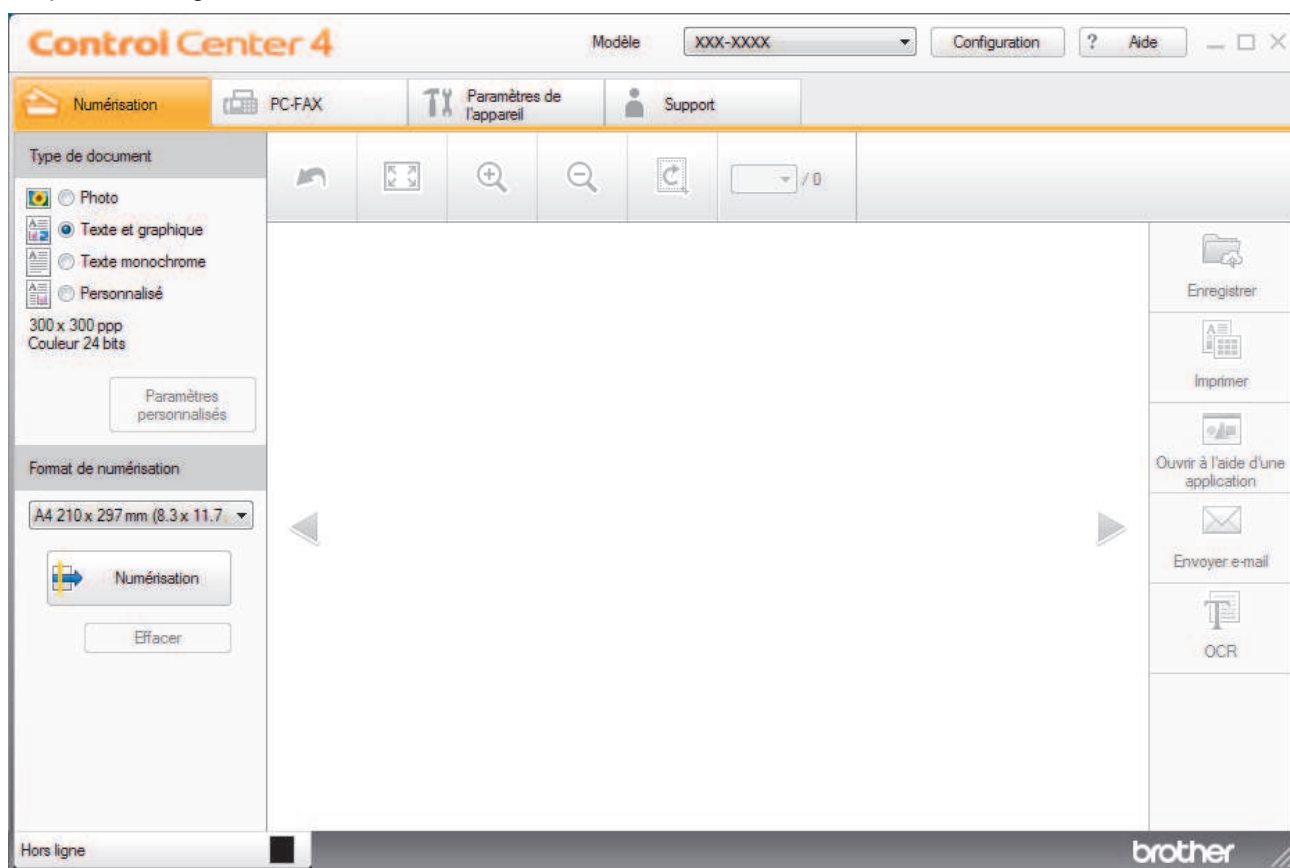 Control Center 4
Modèle
XXX-XXXX
Configuration
? Aide
Numérisation
PC-FAX
Paramètres de
l'appareil
Support
Type de document
/ 0
Photo
Texte et graphique
Texte monochrome
Personnalisé
300 x 300 ppp
Couleur 24 bits
Paramètres
personnalisés
Format de numérisation
A4 210 x 297 mm (8.3 x 11.7
Numérisation
Effacer
Enregistrer
Imprimer
Ouvrir à l'aide d'une
application
Envoyer e-mail
OCR
Hors ligne
brother